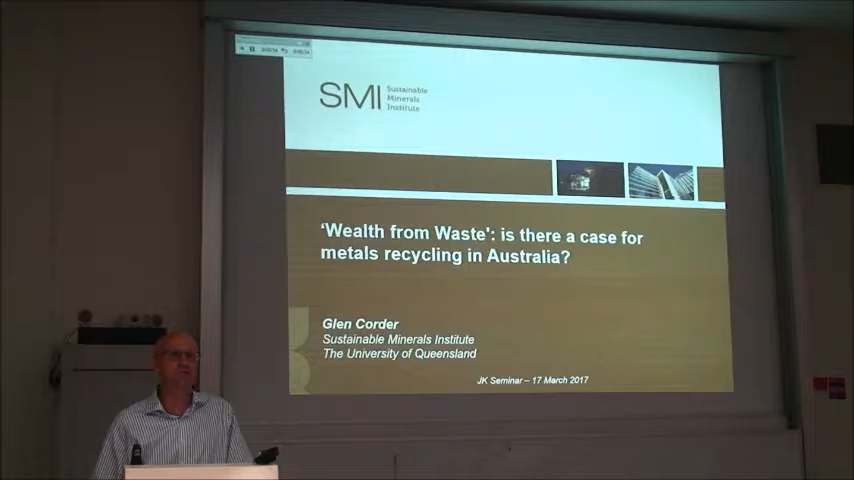 SMI
Sustainable
Minerals
Institute
‘Wealth from Waste': is there a case for
metals recycling in Australia?
Glen Corder
Sustainable Minerals Institute
The University of Queensland
JK Seminar – 17 March 2017